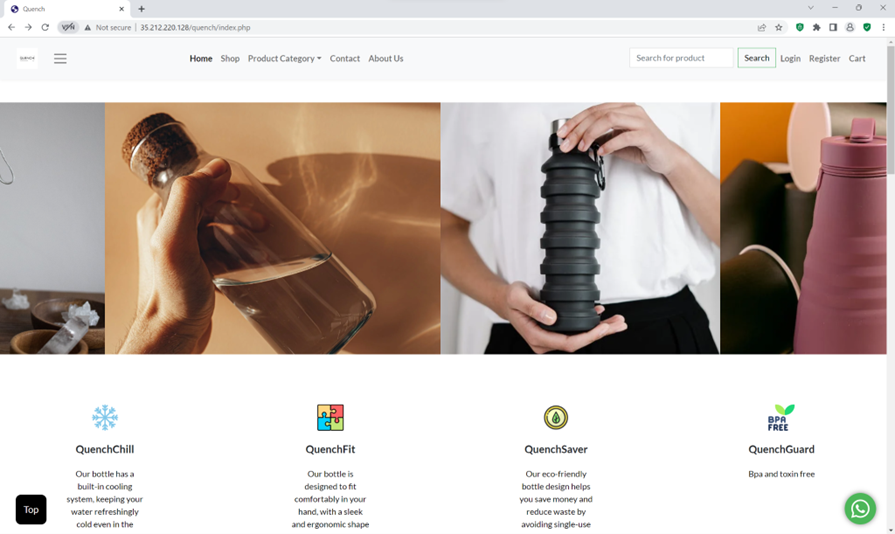 Quench
VPN Not secure 35.212.220.128/quench/index.php
QUENCH Home Shop Product Category Contact About Us Search for product Search Login Register Cart
QuenchChill
Our bottle has a
built-in cooling
system, keeping your
water refreshingly
cold even in the
QuenchFit
Our bottle is
designed to fit
comfortably in your
hand, with a sleek
and ergonomic shape
QuenchSaver
Our eco-friendly
bottle design helps
you save money and
reduce waste by
avoiding single-use
BPA
FREE
QuenchGuard
Bpa and toxin free
Top